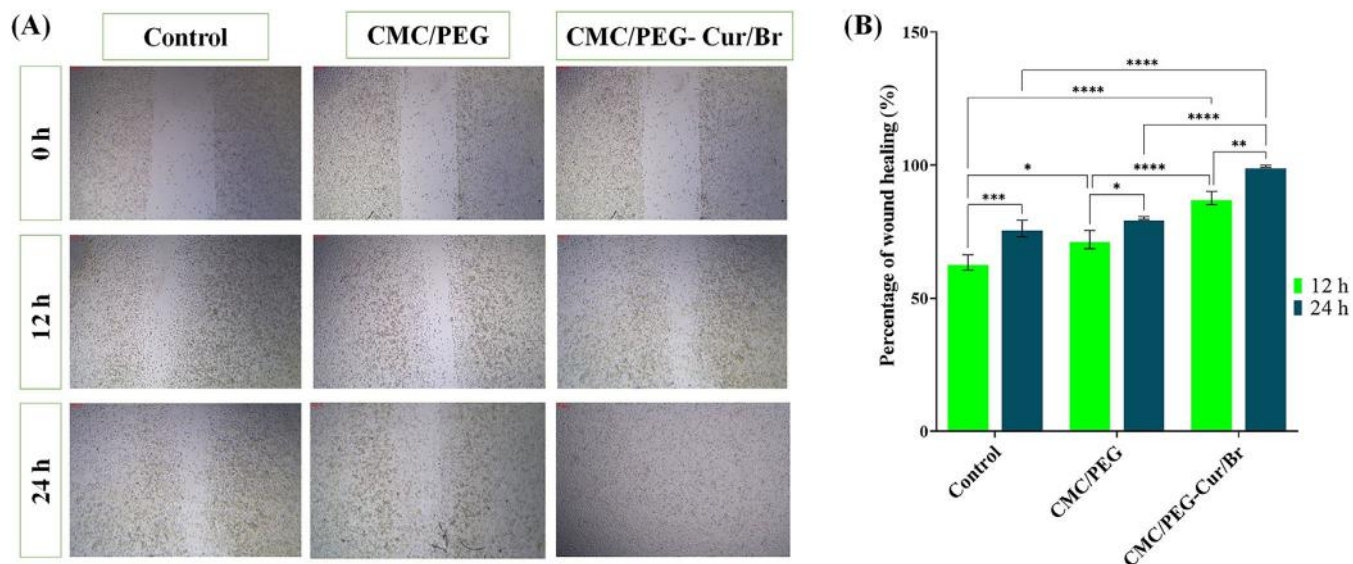 (A)
Control
CMC/PEG
CMC/PEG- Cur/Br
0 h
12 h
24 h
(B)
Percentage of wound healing (%)
150
100
50
0
****
****
****
*
****
**
***
*
12 h
24 h
Control
CMC/PEG
CMC/PEG-Cur/Br